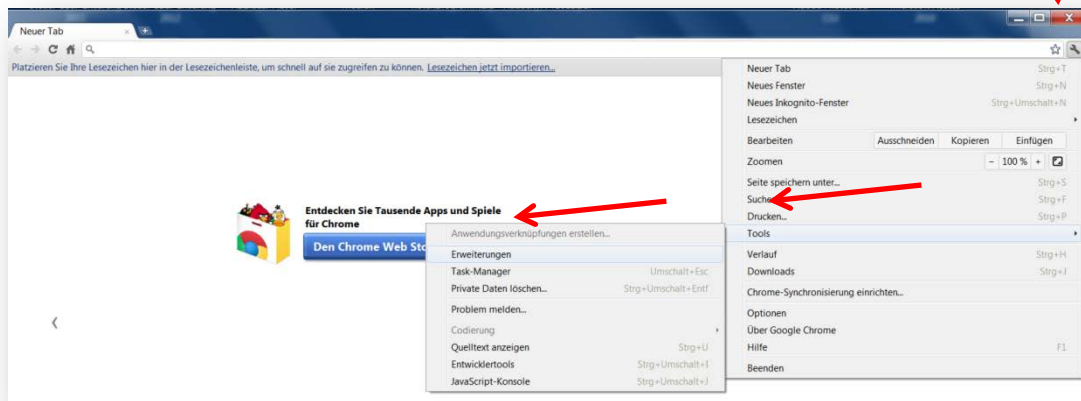 Neuer Tab
Platzieren Sie Ihre Lesezeichen hier in der Lesezeichenleiste, um schnell auf sie zugreifen zu können. Lesezeichen jetzt importieren...
Neuer Tab Strg+T
Neues Fenster Strg+N
Neues Inkognito-Fenster Strg+Umschalt+N
Lesezeichen
Bearbeiten Ausschneiden Kopieren Einfügen
Zoomen - 100 % +
Seite speichern unter... Strg+S
Strg+F
Drucken... Strg+P
Tools
Verlauf Strg+H
Downloads Strg+J
Chrome-Synchronisierung einrichten...
Optionen
Über Google Chrome
Hilfe F1
Beenden
Entdecken Sie Tausende Apps und Spiele
für Chrome
Den Chrome Web
Anwendungsverknüpfungen erstellen...
Erweiterungen
Task-Manager Umschalt+Esc
Private Daten löschen... Strg+Umschalt+Entf
Problem melden...
Codierung
Quelltext anzeigen Strg+U
Entwicklertools Strg+Umschalt+I
JavaScript-Konsole Strg+Umschalt+J